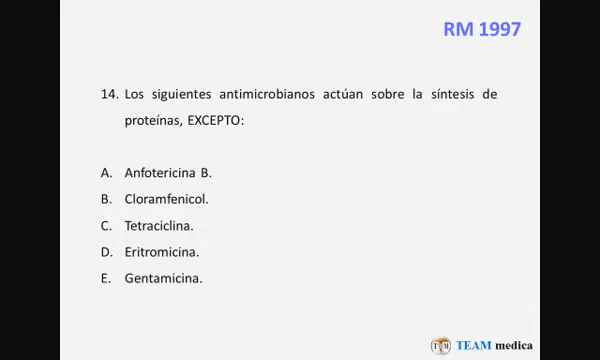 RM 1997
14. Los siguientes antimicrobianos actúan sobre la síntesis de
proteínas, EXCEPTO:
A. Anfotericina B.
B. Cloramfenicol.
C. Tetraciclina.
D. Eritromicina.
E. Gentamicina.
TEAM medica